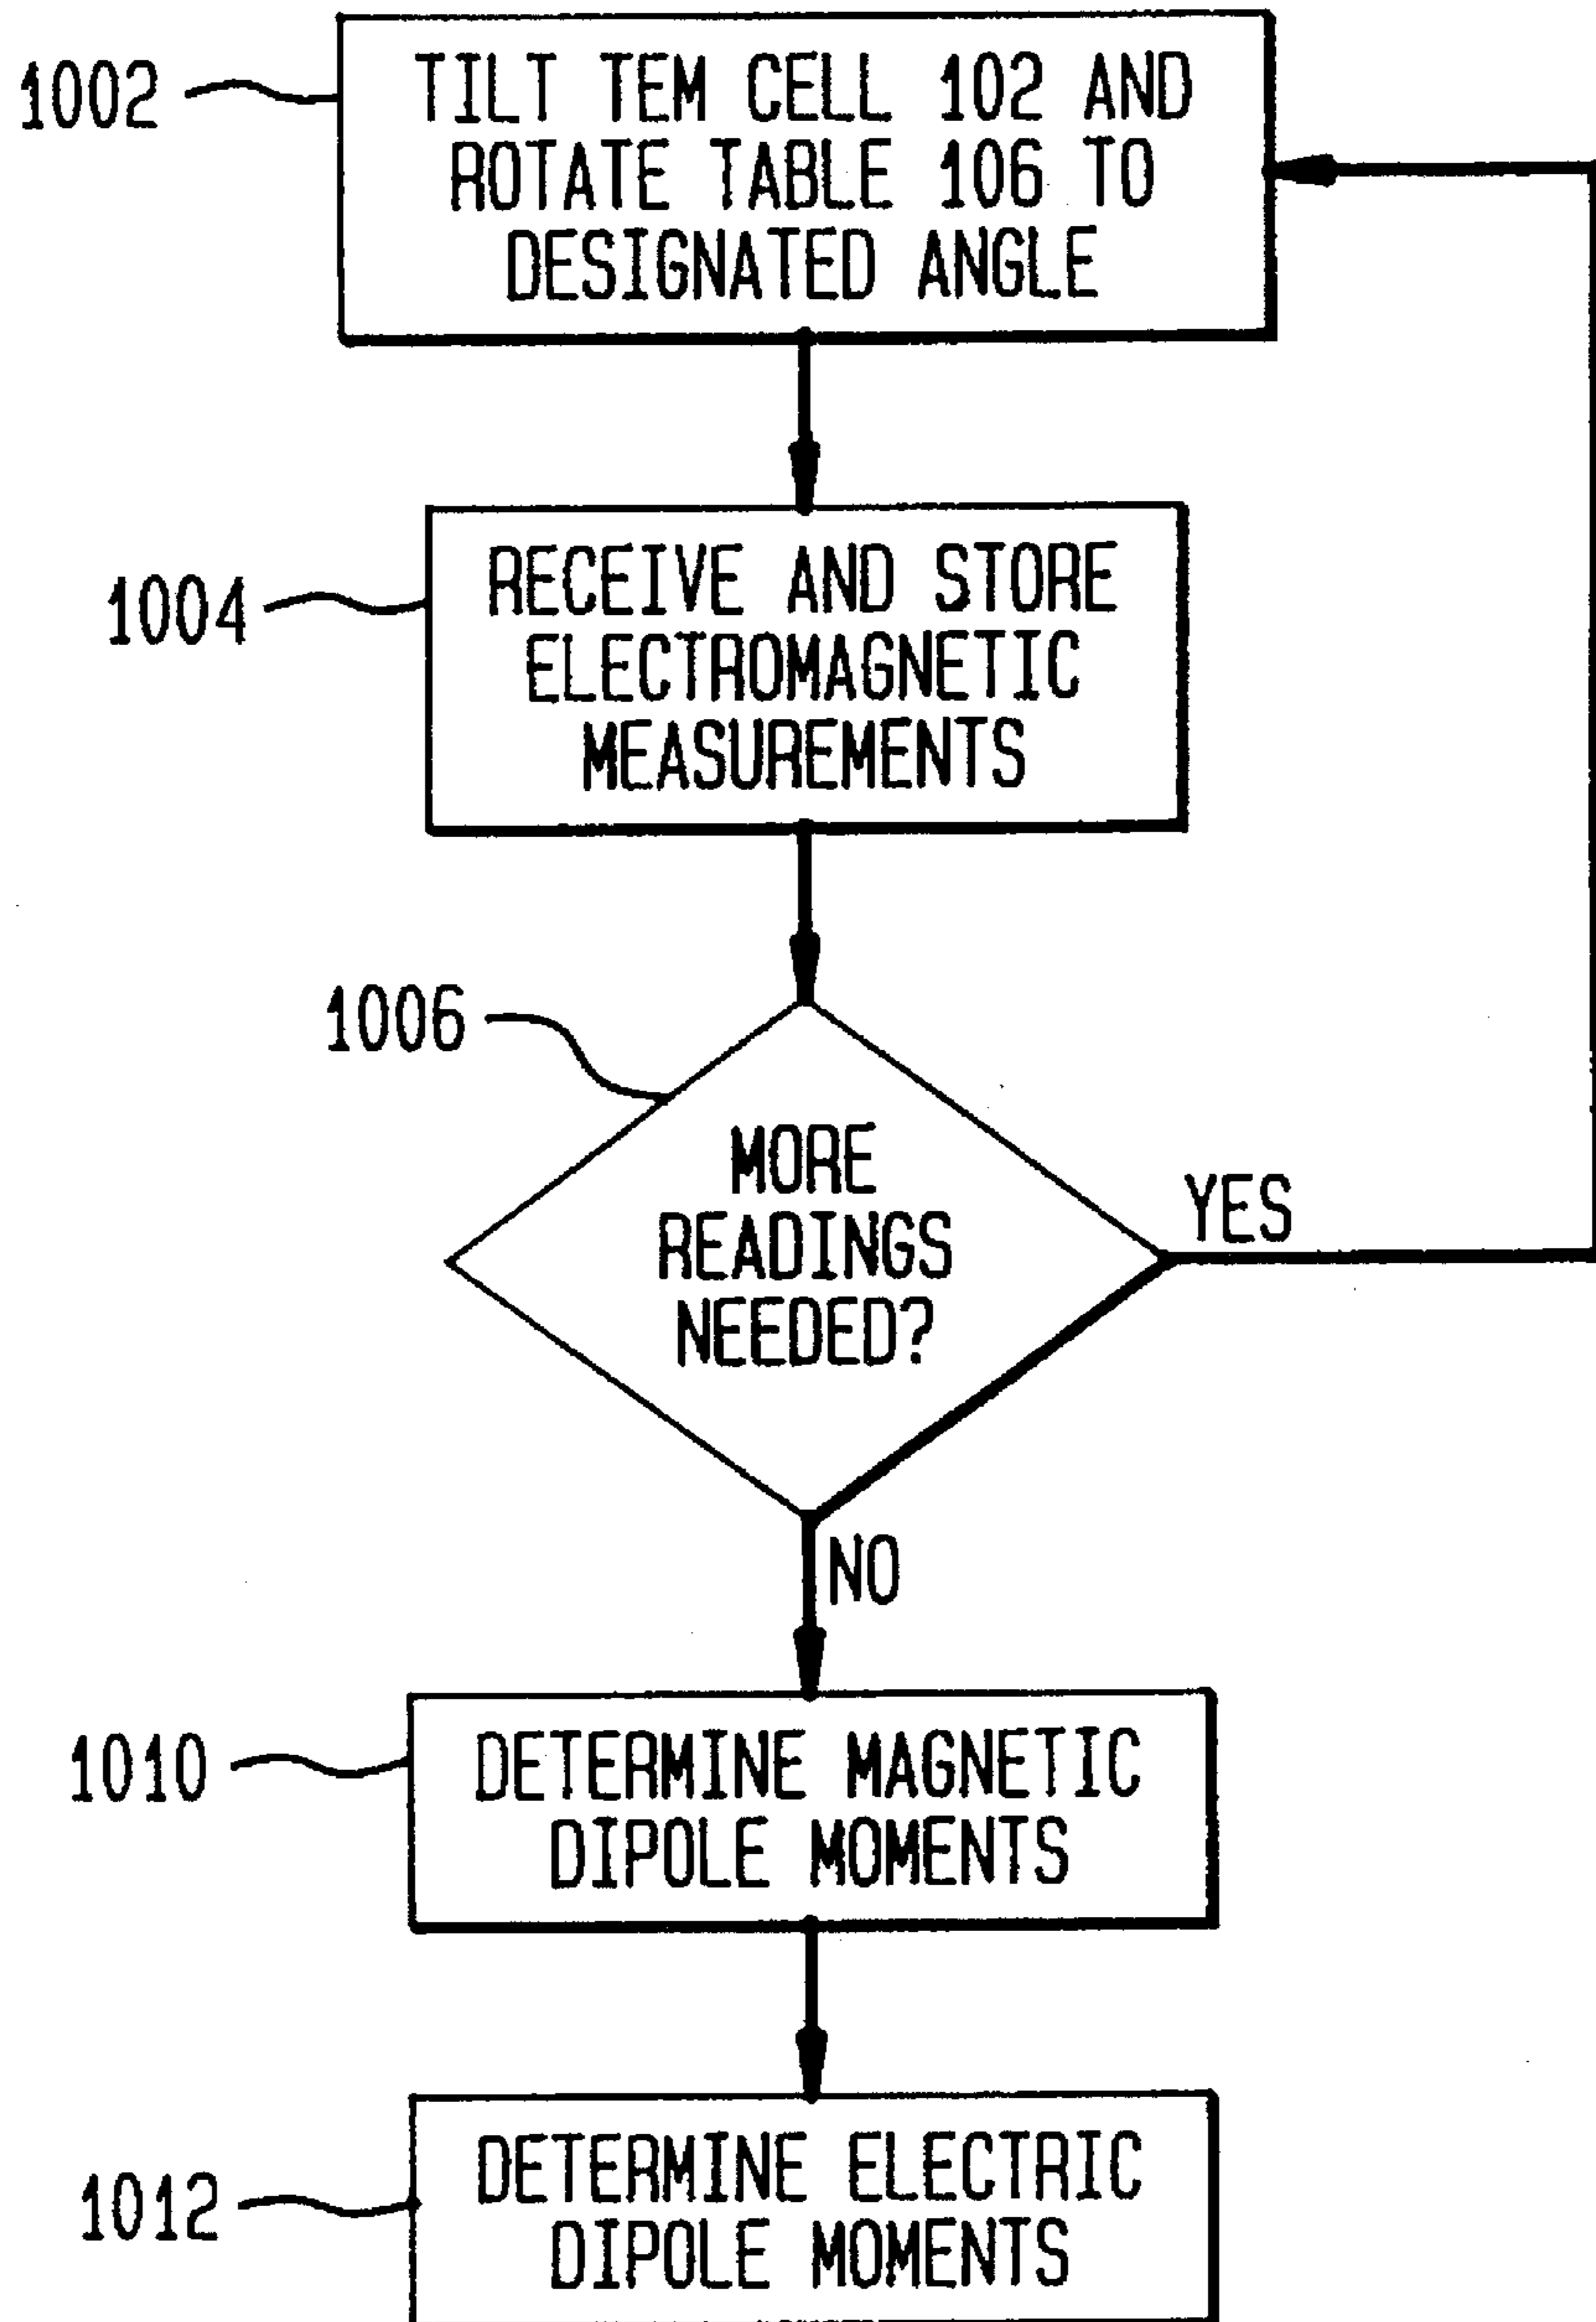 1002
TILT TEM CELL 102 AND
ROTATE TABLE 106 TO
DESIGNATED ANGLE
1004
RECEIVE AND STORE
ELECTROMAGNETIC
MEASUREMENTS
1006
MORE
READINGS
NEEDED?
YES
NO
1010
DETERMINE MAGNETIC
DIPOLE MOMENTS
1012
DETERMINE ELECTRIC
DIPOLE MOMENTS